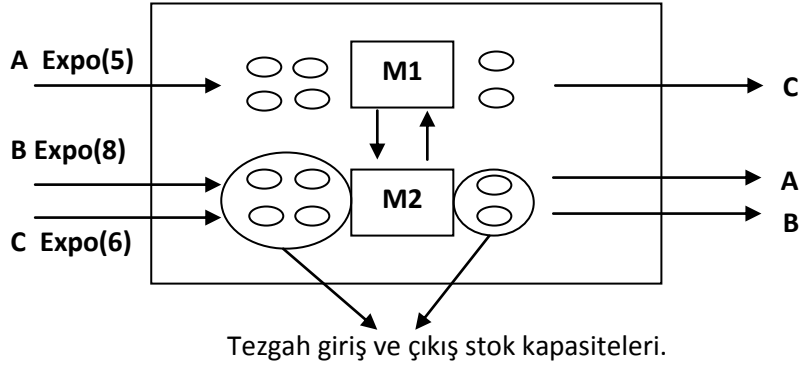 A Expo(5)
M1
C
B Expo(8)
M2
A
B
C Expo(6)
Tezgah giriş ve çıkış stok kapasiteleri.